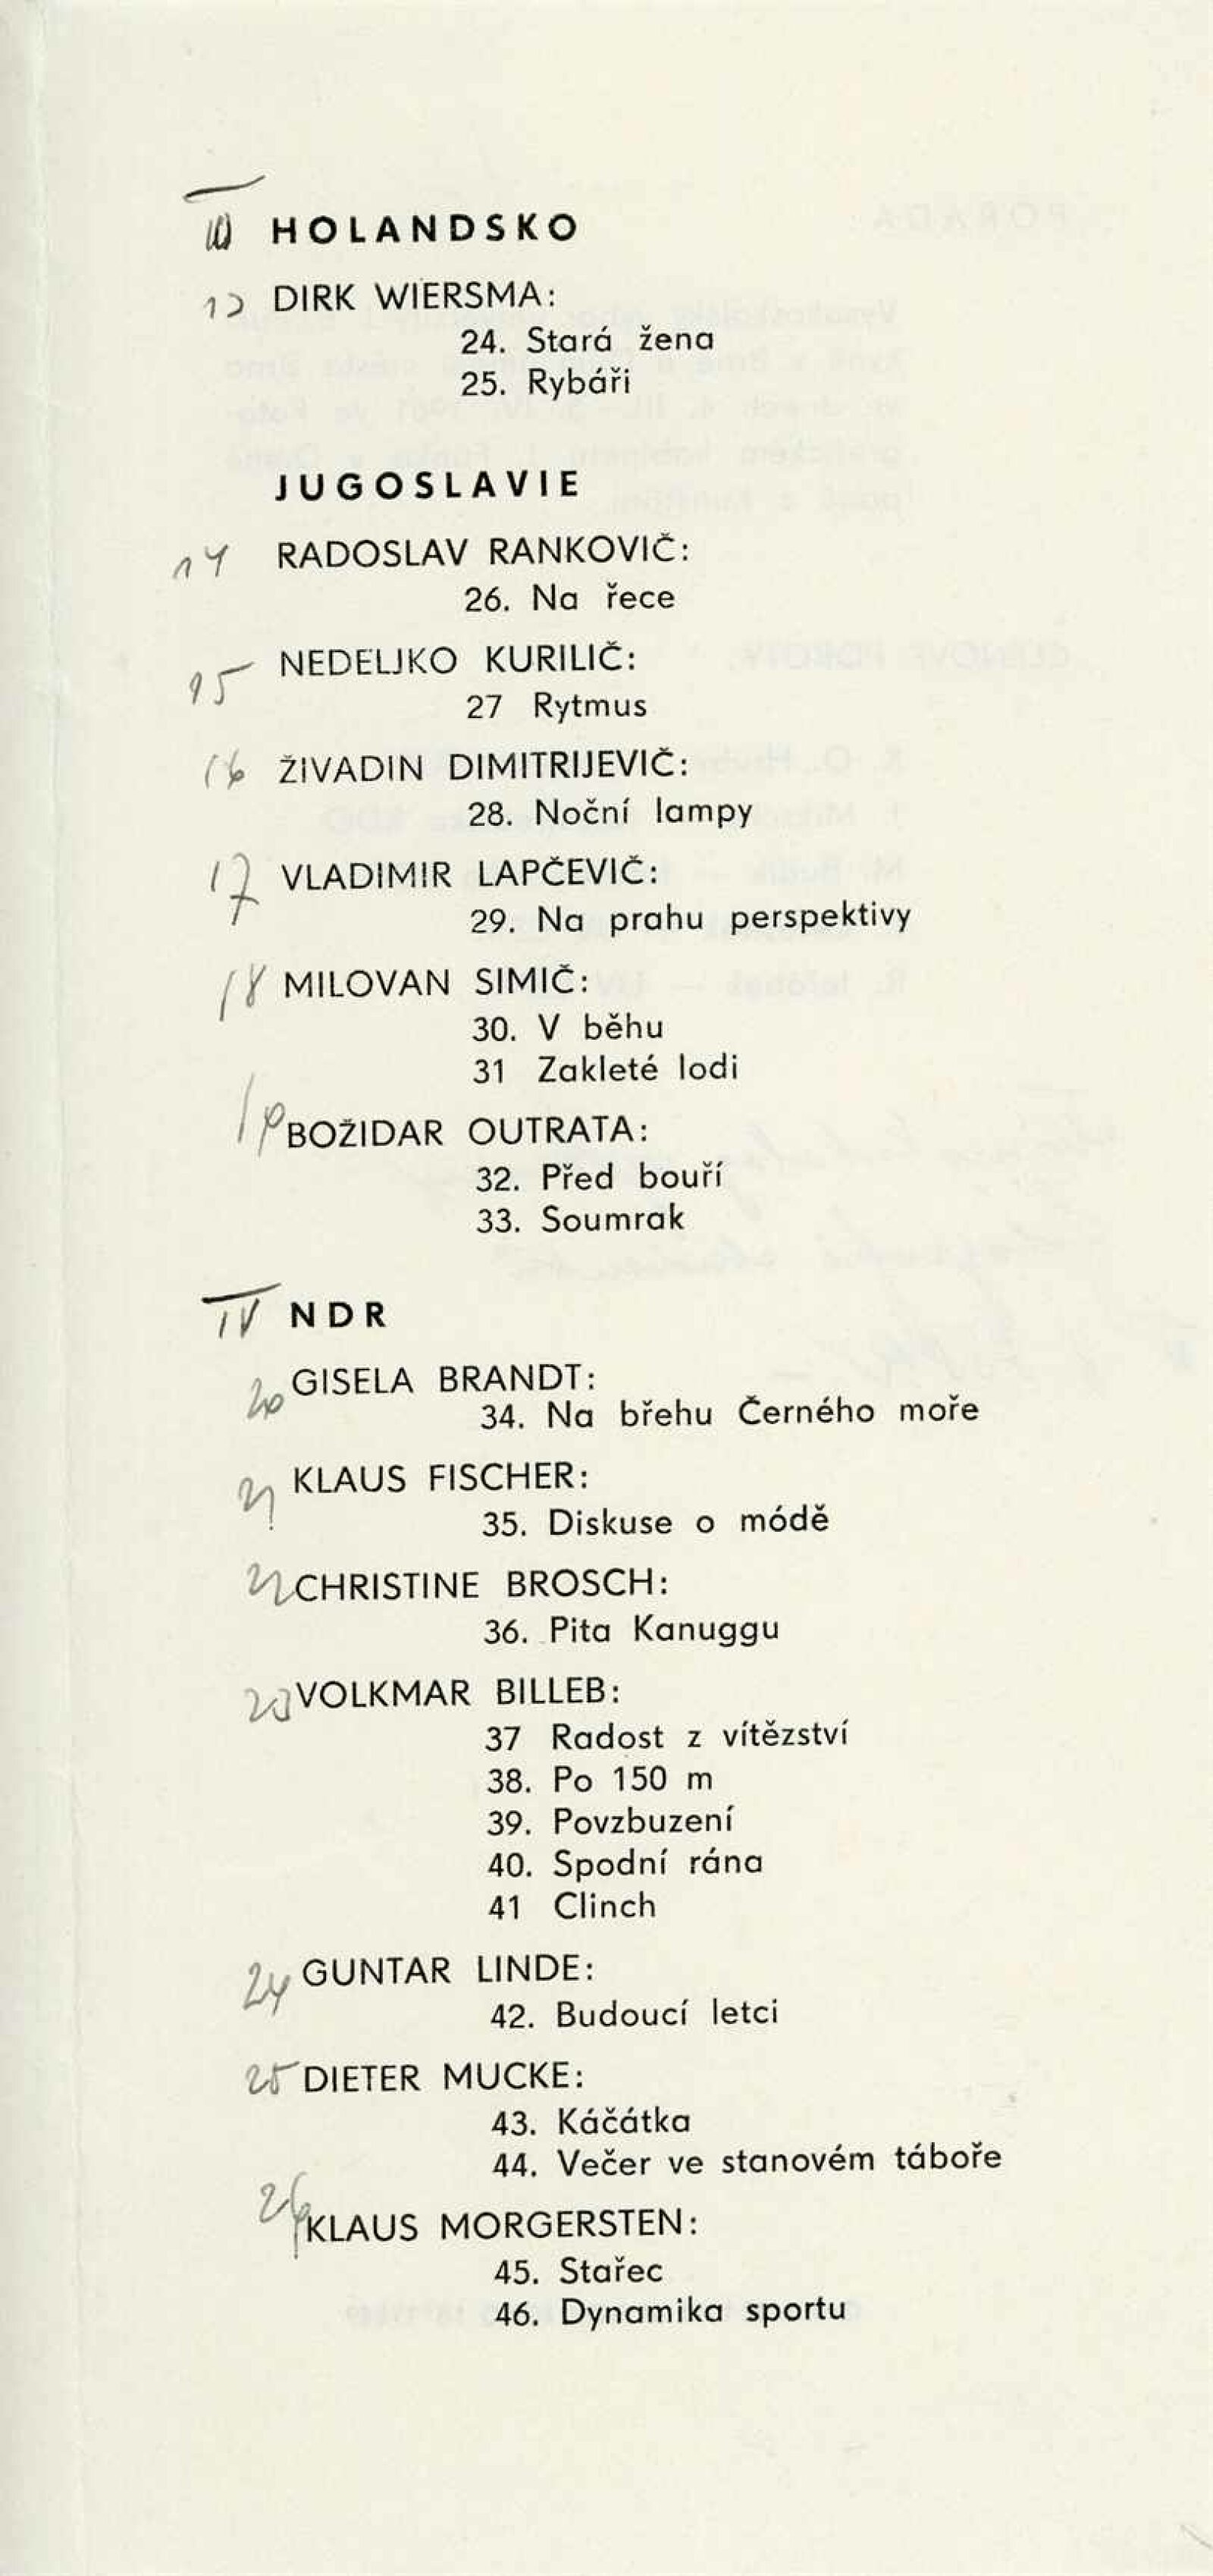 III HOLANDSKO
13 DIRK WIERSMA:
24. Stará žena
25. Rybáři
JUGOSLAVIE
14 RADOSLAV RANKOVIČ:
26. Na řece
15 NEDELJKO KURILIČ:
27 Rytmus
16 ŽIVADIN DIMITRIJEVIČ:
28. Noční lampy
17 VLADIMIR LAPČEVIČ:
29. Na prahu perspektivy
18 MILOVAN SIMIČ:
30. V běhu
31 Zakleté lodi
19 BOŽIDAR OUTRATA:
32. Před bouří
33. Soumrak
IV NDR
20 GISELA BRANDT:
34. Na břehu Černého moře
21 KLAUS FISCHER:
35. Diskuse o módě
22 CHRISTINE BROSCH:
36. Pita Kanuggu
23 VOLKMAR BILLEB:
37 Radost z vítězství
38. Po 150 m
39. Povzbuzení
40. Spodní rána
41 Clinch
24 GUNTAR LINDE:
42. Budoucí letci
25 DIETER MUCKE:
43. Káčátka
44. Večer ve stanovém táboře
26 KLAUS MORGERSTEN:
45. Stařec
46. Dynamika sportu